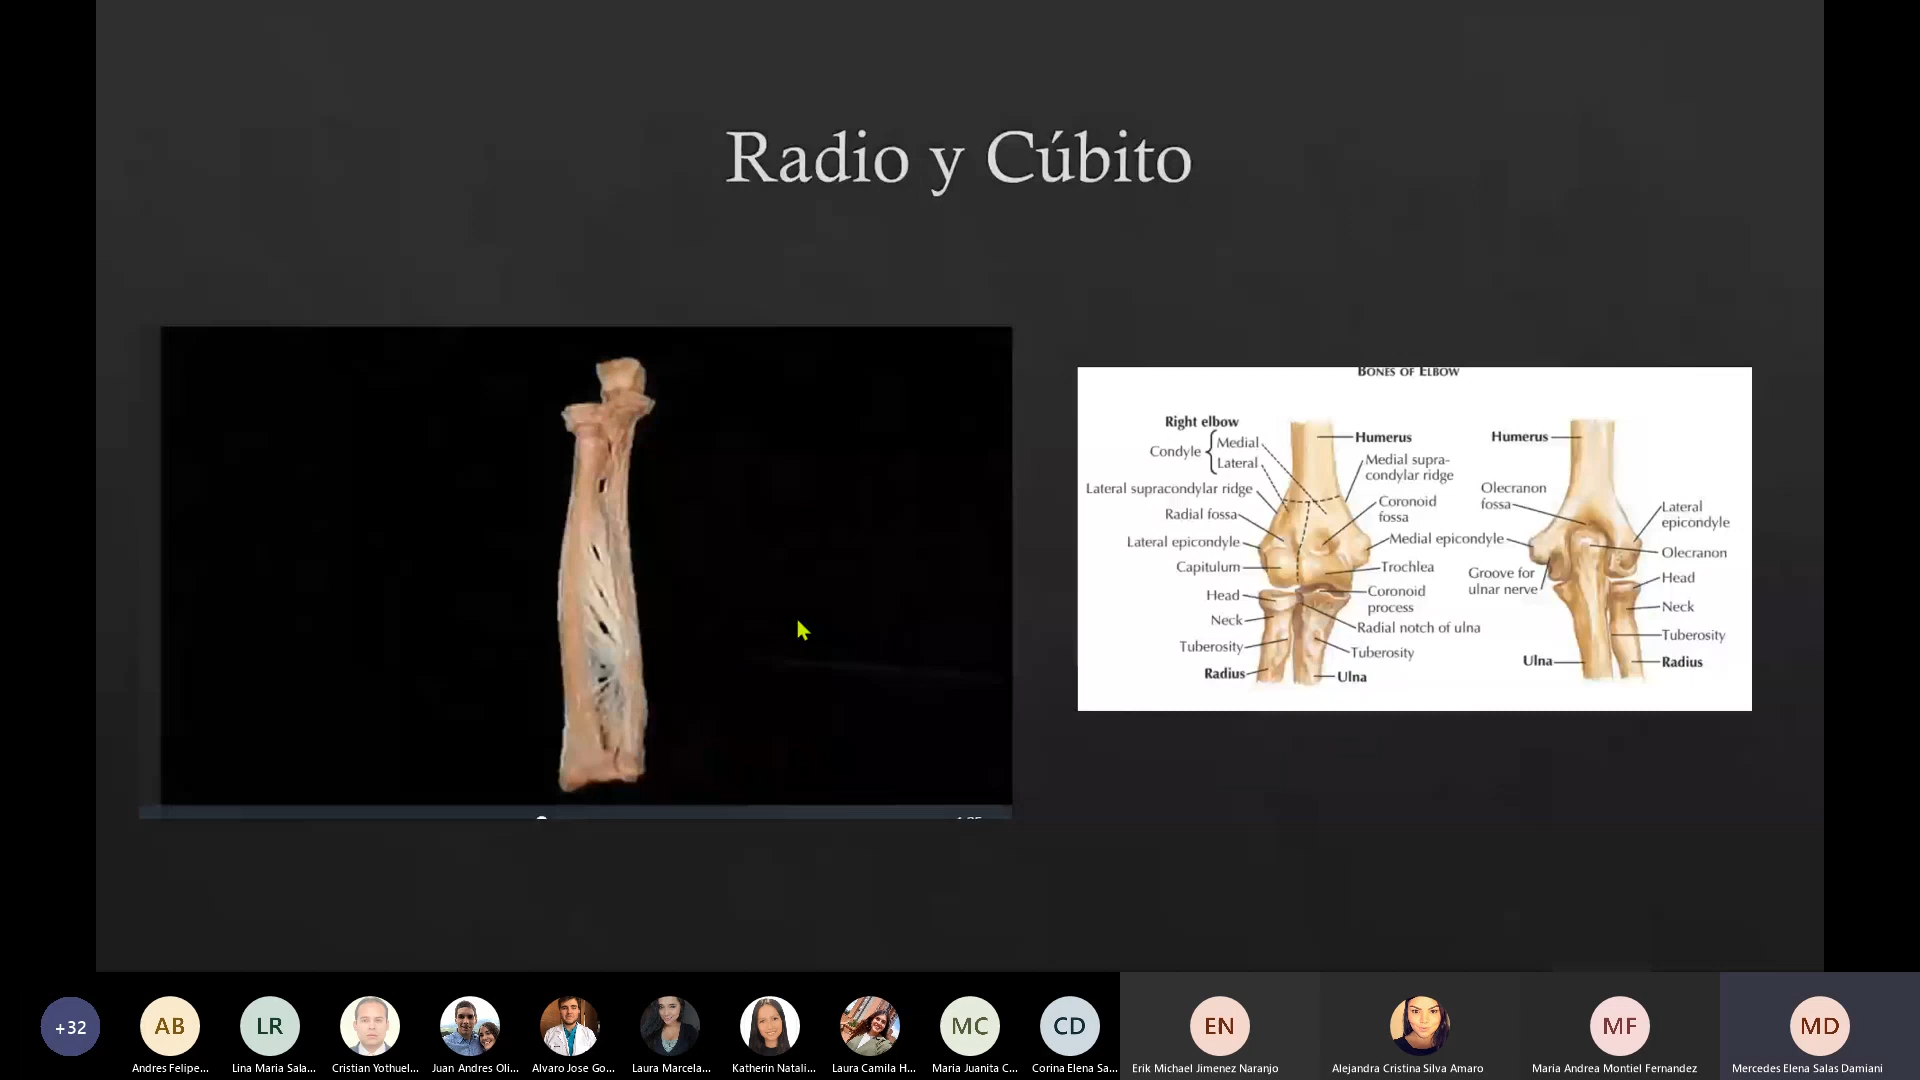 Radio y Cúbito
BONES OF ELBOW
Right elbow
Condyle
Medial
Lateral
Lateral supracondylar ridge
Radial fossa
Lateral epicondyle
Capitulum
Head
Neck
Tuberosity
Radius
Humerus
Medial supra-
condylar ridge
Coronoid
fossa
Medial epicondyle
Trochlea
Coronoid
process
Radial notch of ulna
Tuberosity
Ulna
Humerus
Olecranon
fossa
Groove for
ulnar nerve
Ulna
Lateral
epicondyle
Olecranon
Head
Neck
Tuberosity
Radius
+32
AB
LR
MC
CD
EN
MF
MD
Andres Felipe...
Lina Maria Sala...
Cristian Yothuel...
Juan Andres Oli...
Alvaro Jose Go...
Laura Marcela...
Katherin Natali...
Laura Camila H...
Maria Juanita C...
Corina Elena Sa...
Erik Michael Jimenez Naranjo
Alejandra Cristina Silva Amaro
Maria Andrea Montiel Fernandez
Mercedes Elena Salas Damiani